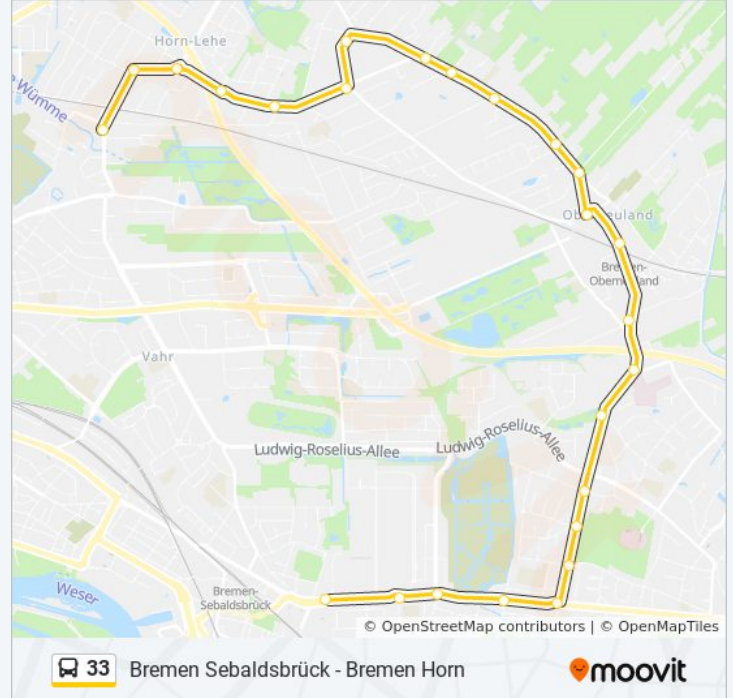 Horn-Lehe
e Wümme
Oberneuland
Bremen-
Oberneuland
Vahr
Ludwig-Roselius-Allee
Ludwig-Roselius-Allee
Weser
Bremen-
Sebaldsbrück
© OpenStreetMap contributors | © OpenMapTiles
33 Bremen Sebaldsbrück - Bremen Horn
moovit